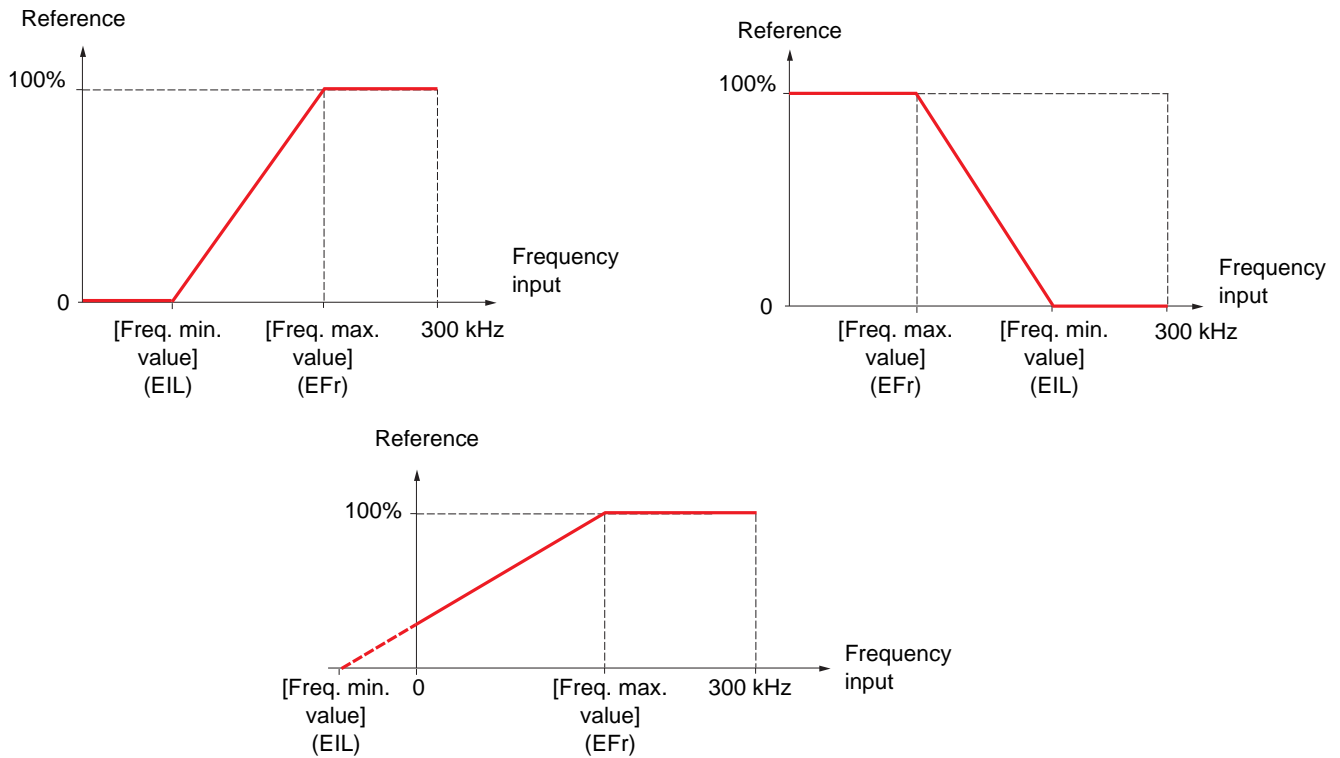 Reference
100%
0
Frequency
input
[Freq. min.
value]
(EIL)
[Freq. max.
value]
(EFr)
300 kHz
Reference
100%
0
Frequency
input
[Freq. max.
value]
(EFr)
[Freq. min.
value]
(EIL)
300 kHz
Reference
100%
Frequency
input
[Freq. min.
value]
(EIL)
0
[Freq. max.
value]
(EFr)
300 kHz